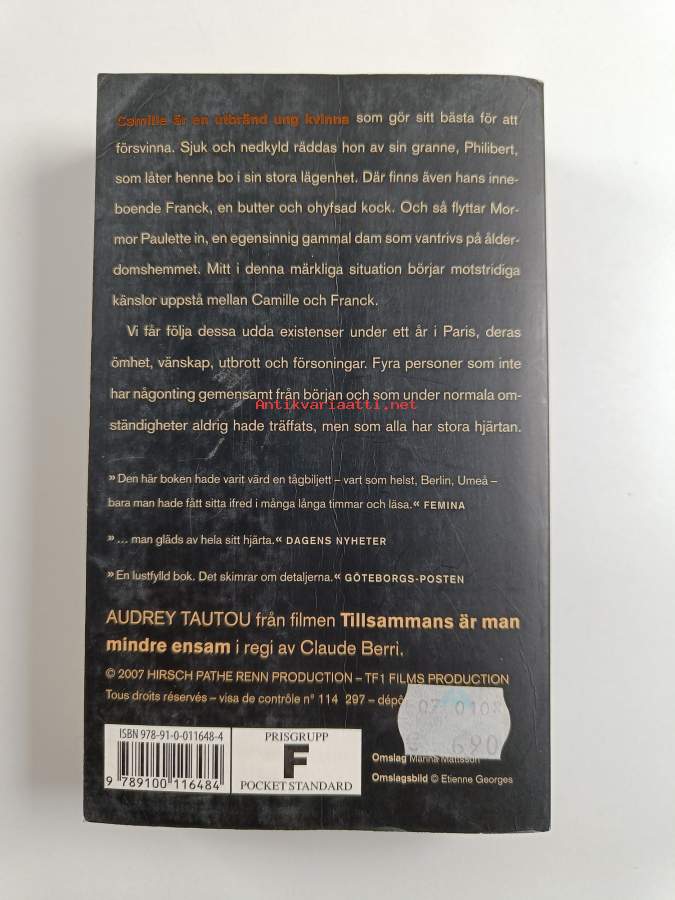 Camille är en utbränd ung kvinna som gör sitt bästa för att
försvinna. Sjuk och nedkyld räddas hon av sin granne, Philibert,
som låter henne bo i sin stora lägenhet. Där finns även hans inne-
boende Franck, en butter och ohyfsad kock. Och så flyttar Mor-
mor Paulette in, en egensinnig gammal dam som vantrivs på ålder-
domshemmet. Mitt i denna märkliga situation börjar motstridiga
känslor uppstå mellan Camille och Franck.
Vi får följa dessa udda existenser under ett år i Paris, deras
ömhet, vänskap, utbrott och försoningar. Fyra personer som inte
har någonting gemensamt från början och som under normala om-
Antikvariaatti.net
ständigheter aldrig hade träffats, men som alla har stora hjärtan.
» Den här boken hade varit värd en tågbiljett – vart som helst, Berlin, Umeå –
bara man hade fått sitta ifred i många långa timmar och läsa.« FEMINA
» ... man gläds av hela sitt hjärta.« DAGENS NYHETER
» En lustfylld bok. Det skimrar om detaljerna.« GÖTEBORGS-POSTEN
AUDREY TAUTOU från filmen Tillsammans är man
mindre ensam i regi av Claude Berri.
© 2007 HIRSCH PATHE RENN PRODUCTION – TF1 FILMS PRODUCTION
Tous droits réservés – visa de contrôle n° 114 297 – dépô
07 0108
€ 6.90
ISBN 978-91-0-011648-4
9 789100 116484
PRISGRUPP
F
POCKET STANDARD
Omslag Marina Mattsson
Omslagsbild © Etienne Georges